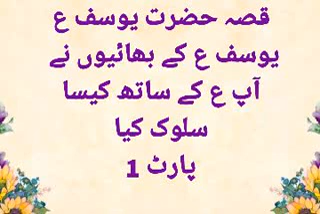 قصہ حضرت یوسف ع
یوسف ع کے بھائیوں نے
آپ ع کے ساتھ کیسا
سلوک کیا
پارٹ 1